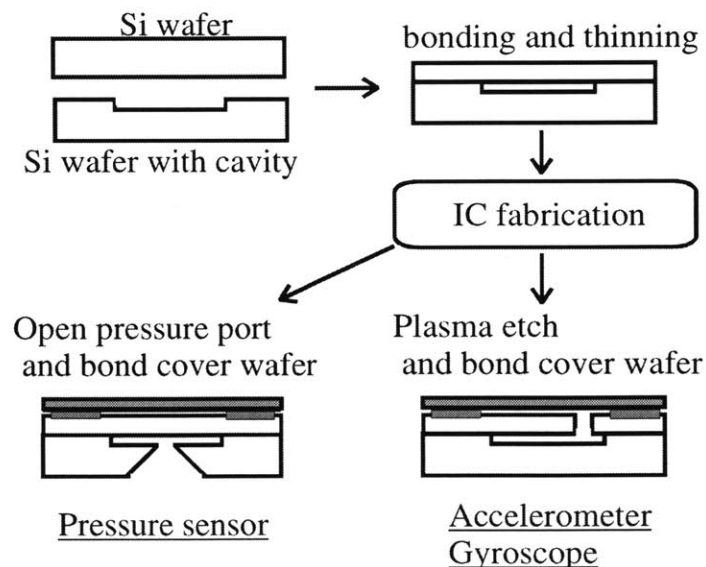 Si wafer
Si wafer with cavity
bonding and thinning
IC fabrication
Open pressure port
and bond cover wafer
Pressure sensor
Plasma etch
and bond cover wafer
Accelerometer
Gyroscope